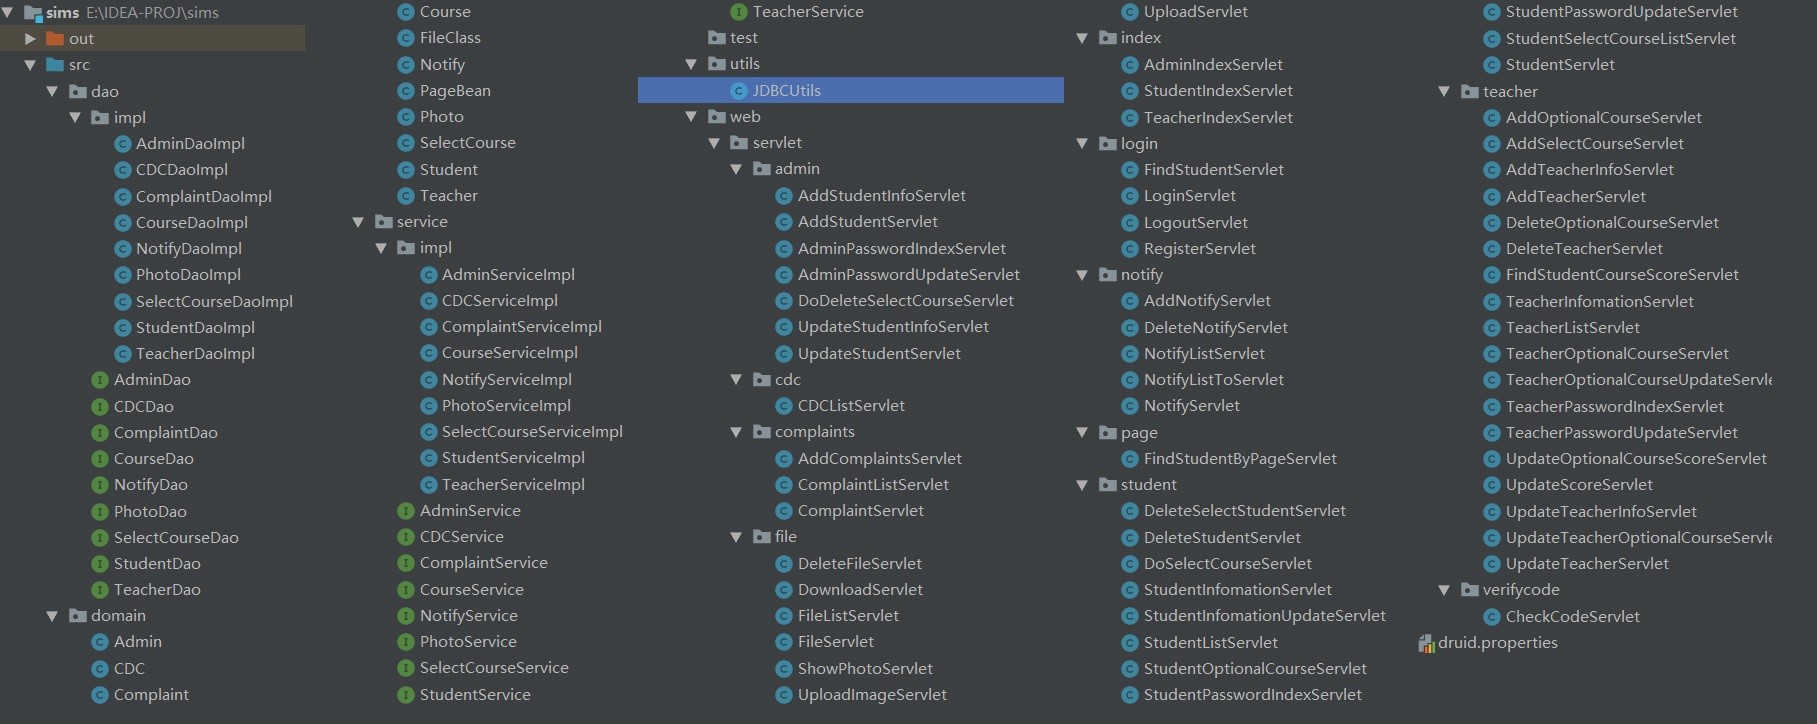 sims E:\IDEA-PROJ\sims
out
src
dao
impl
AdminDaoImpl
CDCDaoImpl
ComplaintDaoImpl
CourseDaoImpl
NotifyDaoImpl
PhotoDaoImpl
SelectCourseDaoImpl
StudentDaoImpl
TeacherDaoImpl
AdminDao
CDCDao
ComplaintDao
CourseDao
NotifyDao
PhotoDao
SelectCourseDao
StudentDao
TeacherDao
domain
Admin
CDC
Complaint
Course
FileClass
Notify
PageBean
Photo
SelectCourse
Student
Teacher
service
impl
AdminServiceImpl
CDCServiceImpl
ComplaintServiceImpl
CourseServiceImpl
NotifyServiceImpl
PhotoServiceImpl
SelectCourseServiceImpl
StudentServiceImpl
TeacherServiceImpl
AdminService
CDCService
ComplaintService
CourseService
NotifyService
PhotoService
SelectCourseService
StudentService
TeacherService
test
utils
JDBCUtils
web
servlet
admin
AddStudentInfoServlet
AddStudentServlet
AdminPasswordIndexServlet
AdminPasswordUpdateServlet
DoDeleteSelectCourseServlet
UpdateStudentInfoServlet
UpdateStudentServlet
cdc
CDCListServlet
complaints
AddComplaintsServlet
ComplaintListServlet
ComplaintServlet
file
DeleteFileServlet
DownloadServlet
FileListServlet
FileServlet
ShowPhotoServlet
UploadImageServlet
UploadServlet
index
AdminIndexServlet
StudentIndexServlet
TeacherIndexServlet
login
FindStudentServlet
LoginServlet
LogoutServlet
RegisterServlet
notify
AddNotifyServlet
DeleteNotifyServlet
NotifyListServlet
NotifyListToServlet
NotifyServlet
page
FindStudentByPageServlet
student
DeleteSelectStudentServlet
DeleteStudentServlet
DoSelectCourseServlet
StudentInfomationServlet
StudentInfomationUpdateServlet
StudentListServlet
StudentOptionalCourseServlet
StudentPasswordIndexServlet
StudentPasswordUpdateServlet
StudentSelectCourseListServlet
StudentServlet
teacher
AddOptionalCourseServlet
AddSelectCourseServlet
AddTeacherInfoServlet
AddTeacherServlet
DeleteOptionalCourseServlet
DeleteTeacherServlet
FindStudentCourseScoreServlet
TeacherInfomationServlet
TeacherListServlet
TeacherOptionalCourseServlet
TeacherOptionalCourseUpdateServle
TeacherPasswordIndexServlet
TeacherPasswordUpdateServlet
UpdateOptionalCourseScoreServlet
UpdateScoreServlet
UpdateTeacherInfoServlet
UpdateTeacherOptionalCourseServle
UpdateTeacherServlet
verifycode
CheckCodeServlet
druid.properties